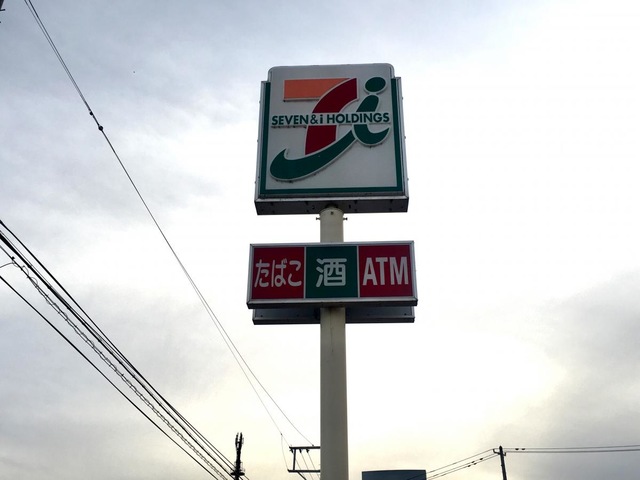 SEVEN&i HOLDINGS
たばこ 酒 ATM